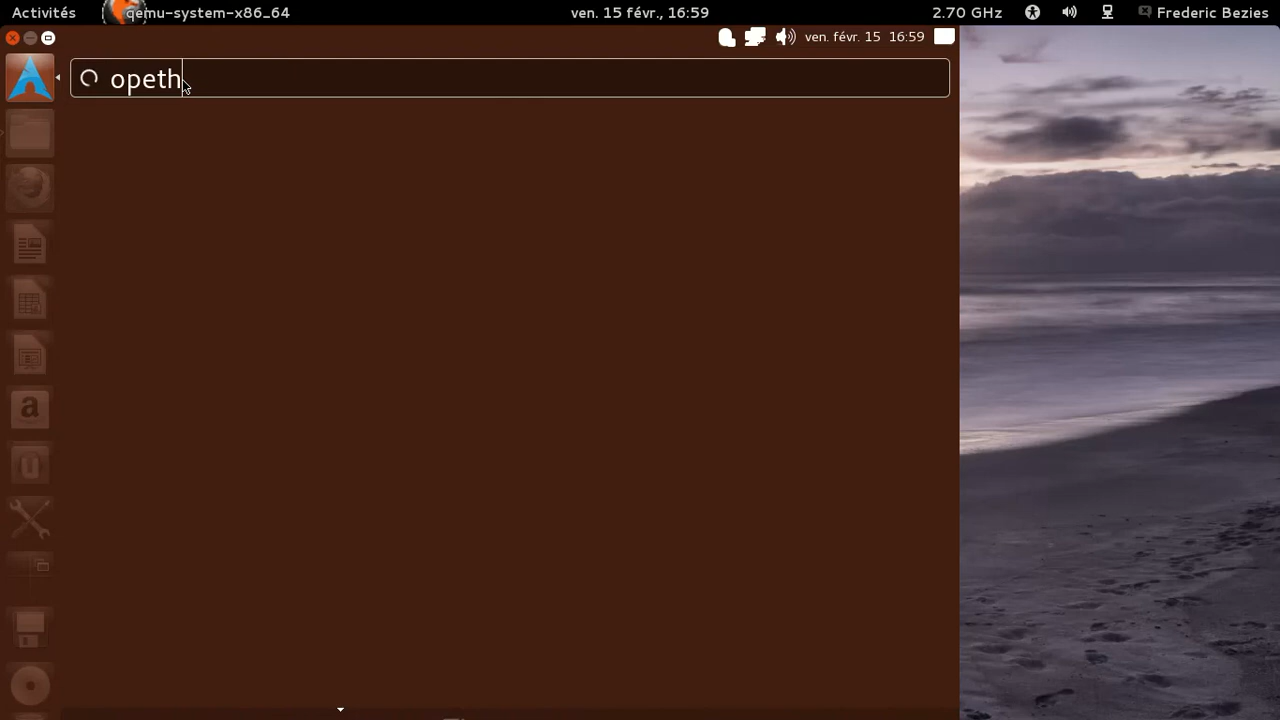 Activités qemu-system-x86_64 ven. 15 févr., 16:59 2.70 GHz Frederic Bezies
ven. févr. 15 16:59
opeth
a